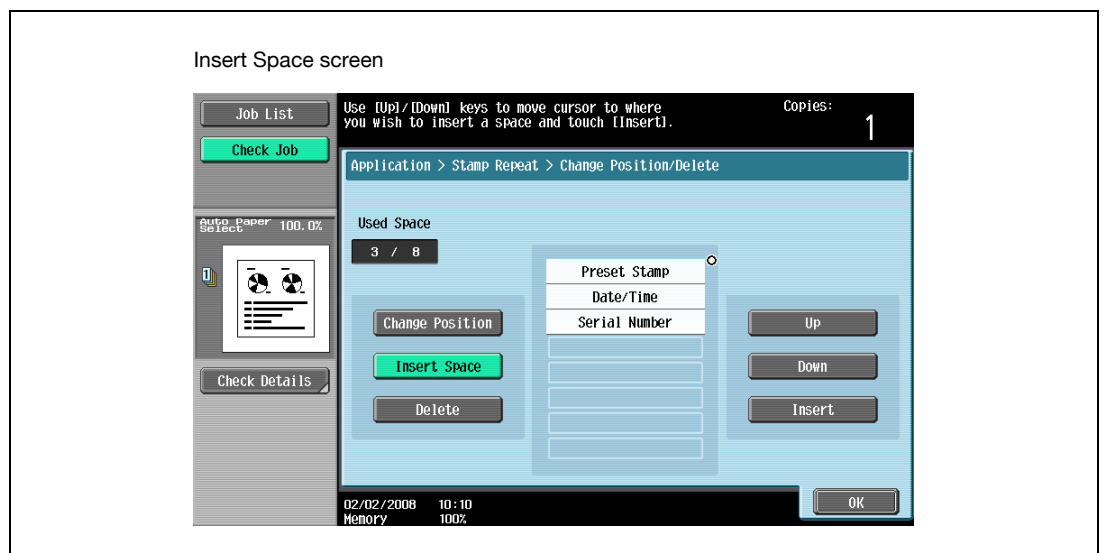 Insert Space screen
Job List
Check Job
Use [Up]/[Down] keys to move cursor to where
you wish to insert a space and touch [Insert].
Copies:
1
Application > Stamp Repeat > Change Position/Delete
Auto Paper
Select
100.0%
1
Check Details
Used Space
3 / 8
Change Position
Insert Space
Delete
Preset Stamp
Date/Time
Serial Number
Up
Down
Insert
02/02/2008 10:10
Memory 100%
OK